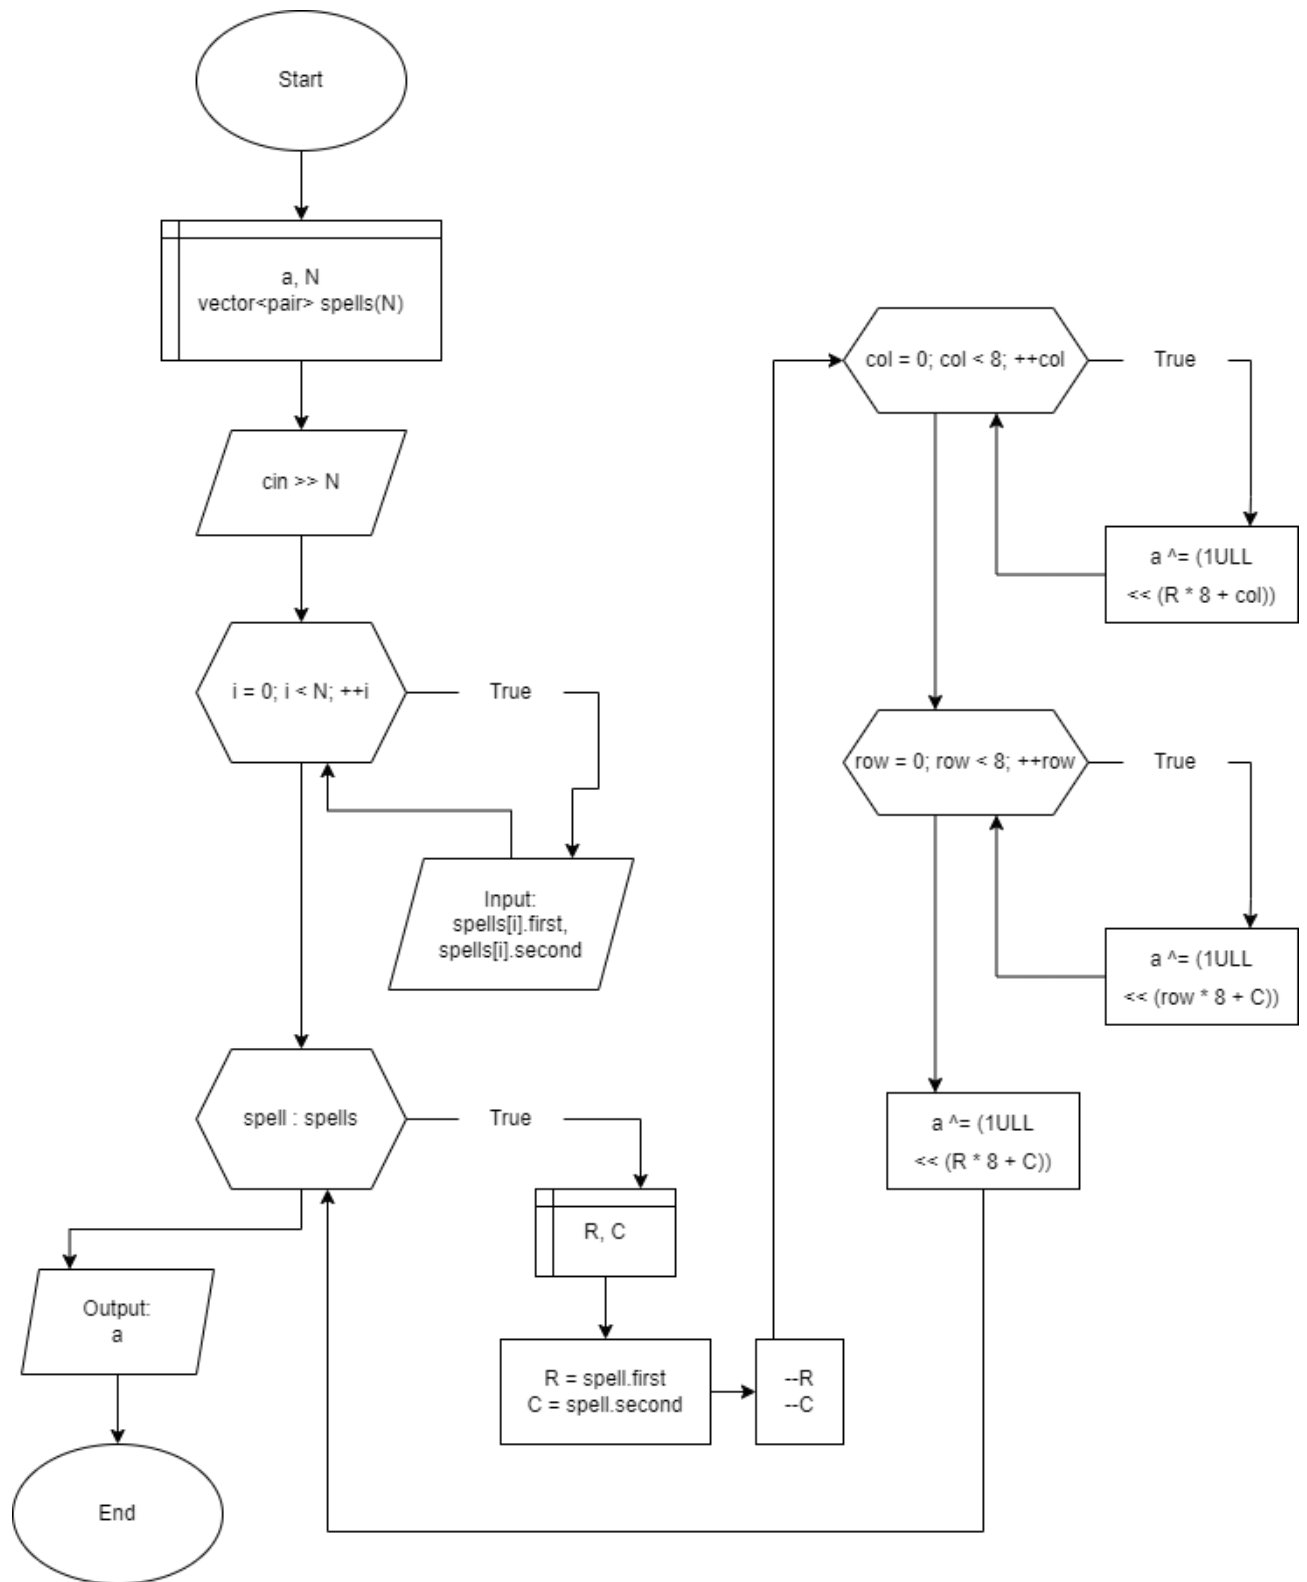 Start
a, N
vector<pair> spells(N)
cin >> N
i = 0; i < N; ++i
True
Input:
spells[i].first,
spells[i].second
spell : spells
True
R, C
R = spell.first
C = spell.second
--R
--C
col = 0; col < 8; ++col
True
a ^= (1ULL
<< (R * 8 + col))
row = 0; row < 8; ++row
True
a ^= (1ULL
<< (row * 8 + C))
a ^= (1ULL
<< (R * 8 + C))
Output:
a
End